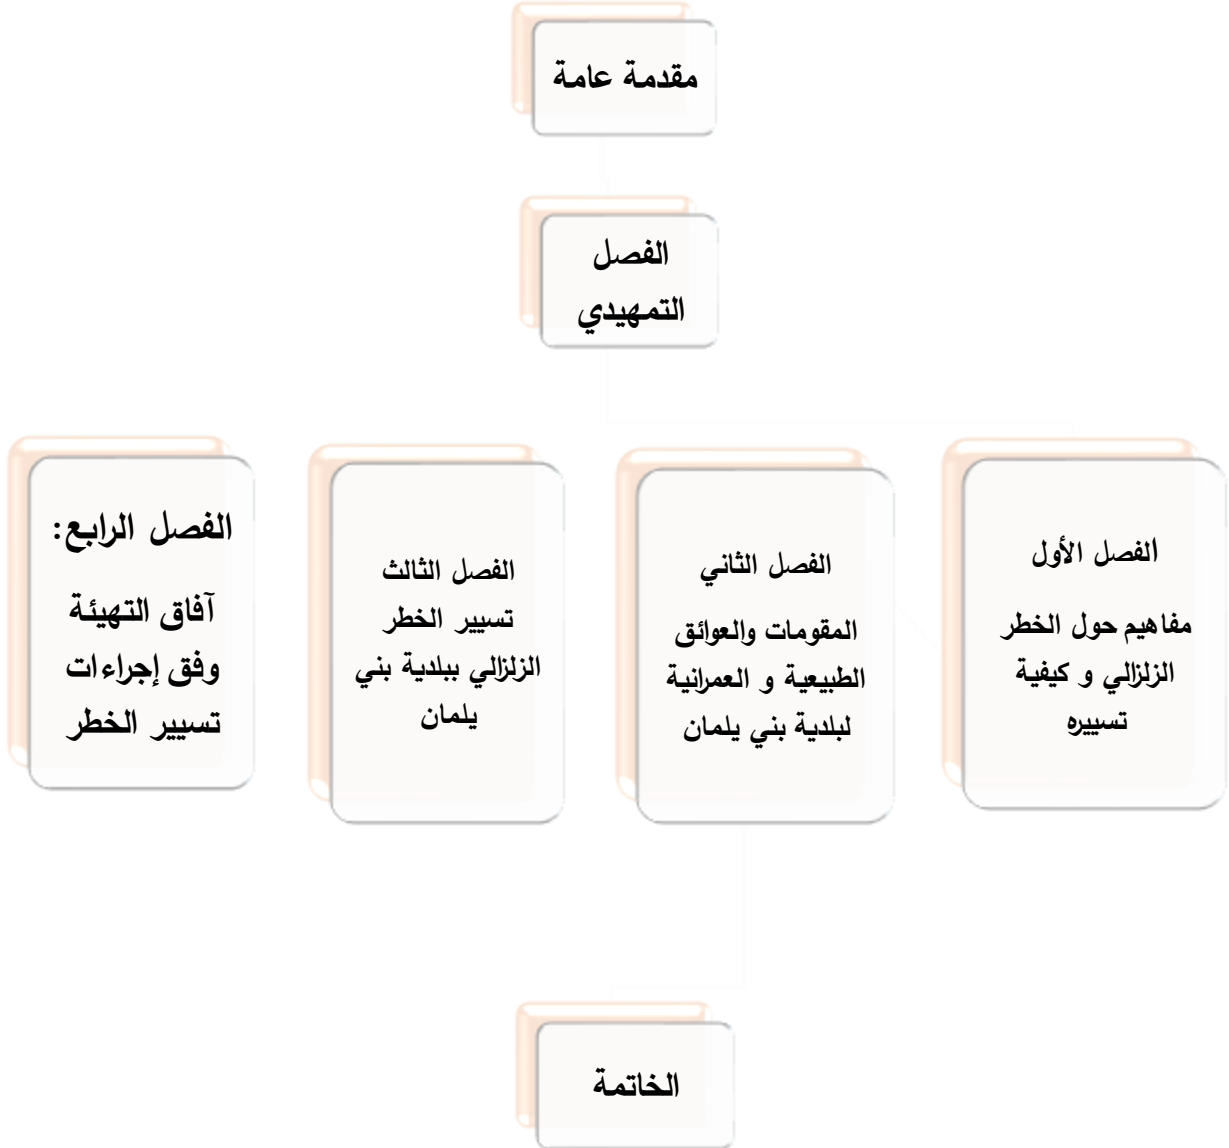 مقدمة عامة
الفصل
التمهيدي
الفصل الأول
مفاهيم حول الخطر
الزلزالي و كيفية
تسييره
الفصل الثاني
المقومات والعوائق
الطبيعية و العمرانية
لبلدية بني يلمان
الفصل الثالث
تسيير الخطر
الزلزالي ببلدية بني
يلمان
الفصل الرابع:
آفاق التهيئة
وفق إجراءات
تسيير الخطر
الخاتمة